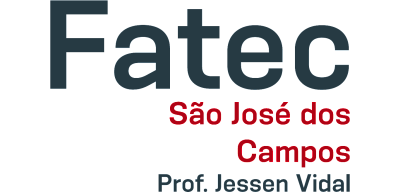 Fatec
São José dos
Campos
Prof. Jessen Vidal